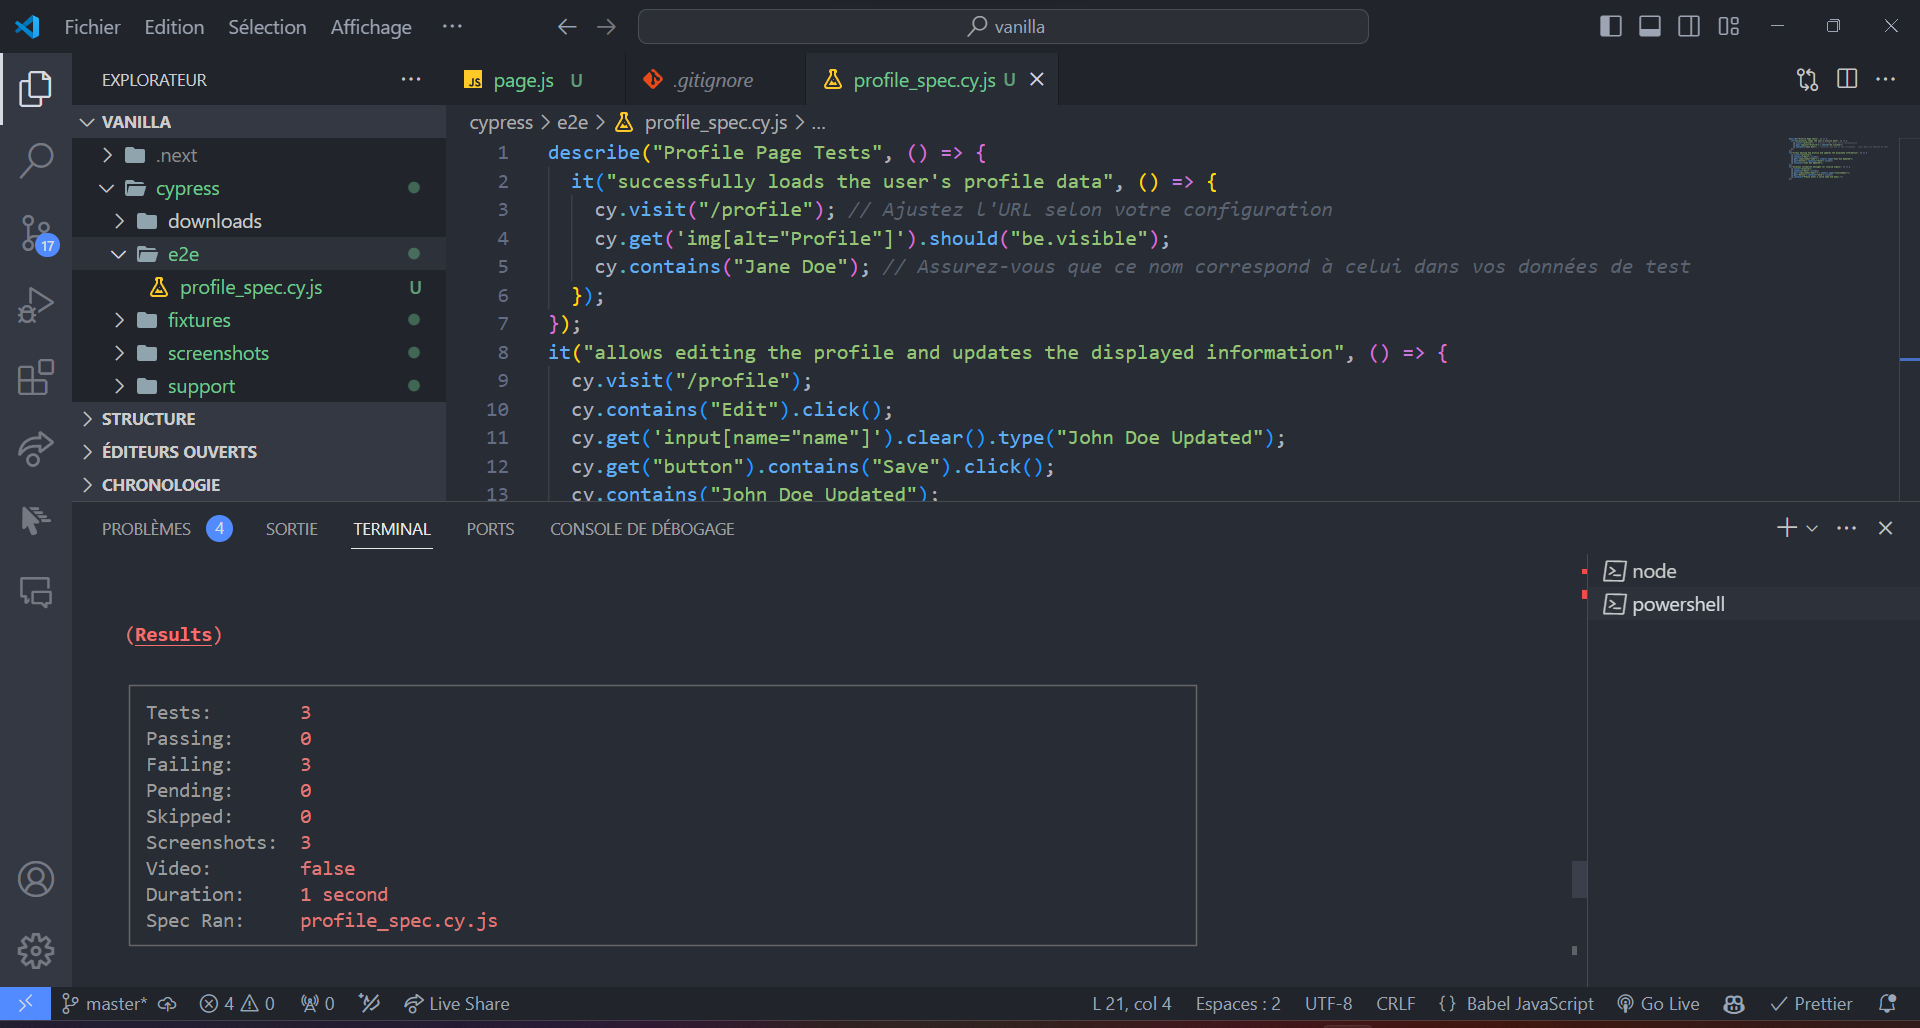 Fichier Edition Sélection Affichage ··· vanilla
EXPLORATEUR ···
page.js U .gitignore profile_spec.cy.js U
VANILLA
.next
cypress
downloads
e2e
profile_spec.cy.js U
fixtures
screenshots
support
STRUCTURE
ÉDITEURS OUVERTS
CHRONOLOGIE
17
cypress > e2e > profile_spec.cy.js > ...
1 describe("Profile Page Tests", () => {
2 it("successfully loads the user's profile data", () => {
3 cy.visit("/profile"); // Ajustez l'URL selon votre configuration
4 cy.get('img[alt="Profile"]').should("be.visible");
5 cy.contains("Jane Doe"); // Assurez-vous que ce nom correspond à celui dans vos données de test
6 });
7 });
8 it("allows editing the profile and updates the displayed information", () => {
9 cy.visit("/profile");
10 cy.contains("Edit").click();
11 cy.get('input[name="name"]').clear().type("John Doe Updated");
12 cy.get("button").contains("Save").click();
13 cy.contains("John Doe Updated");
PROBLÈMES 4 SORTIE TERMINAL PORTS CONSOLE DE DÉBOGAGE
node
powershell
(Results)
Tests: 3
Passing: 0
Failing: 3
Pending: 0
Skipped: 0
Screenshots: 3
Video: false
Duration: 1 second
Spec Ran: profile_spec.cy.js
master* 4 0 0 Live Share L 21, col 4 Espaces : 2 UTF-8 CRLF {} Babel JavaScript Go Live Prettier